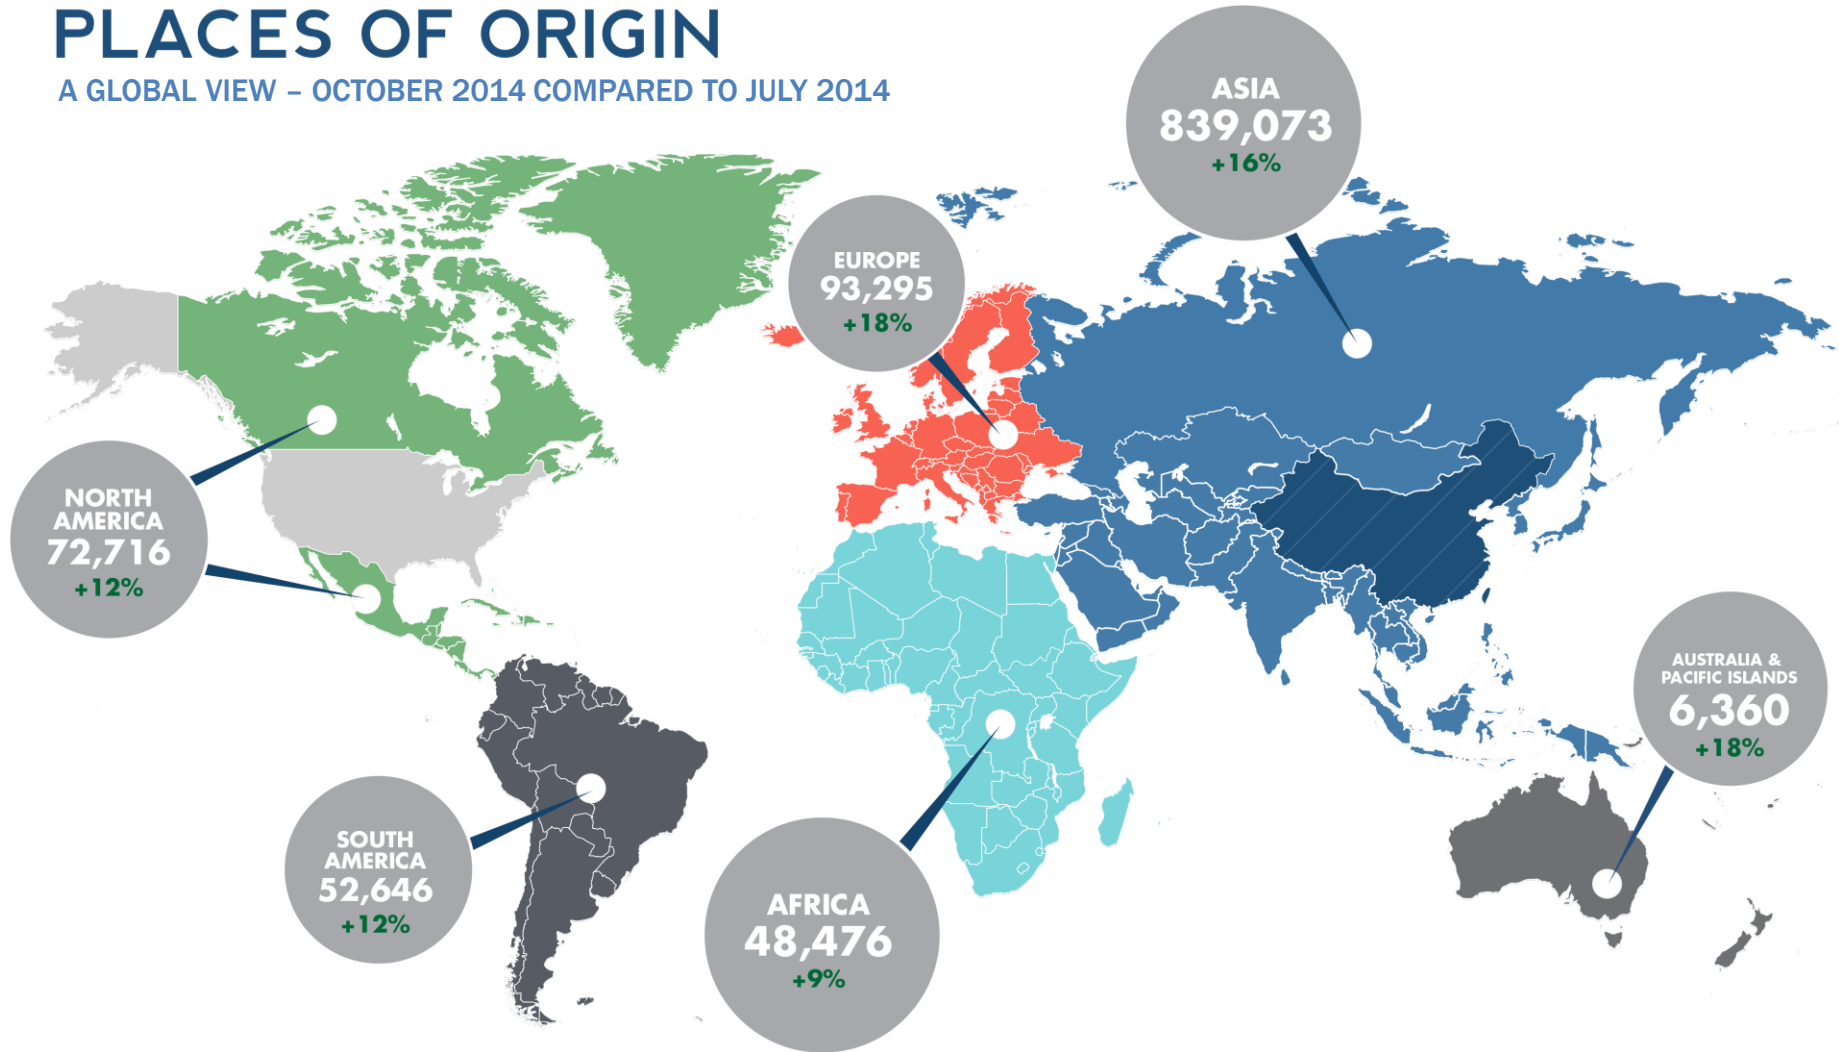 PLACES OF ORIGIN
A GLOBAL VIEW – OCTOBER 2014 COMPARED TO JULY 2014
ASIA
839,073
+16%
EUROPE
93,295
+18%
NORTH
AMERICA
72,716
+12%
AUSTRALIA &
PACIFIC ISLANDS
6,360
+18%
SOUTH
AMERICA
52,646
+12%
AFRICA
48,476
+9%